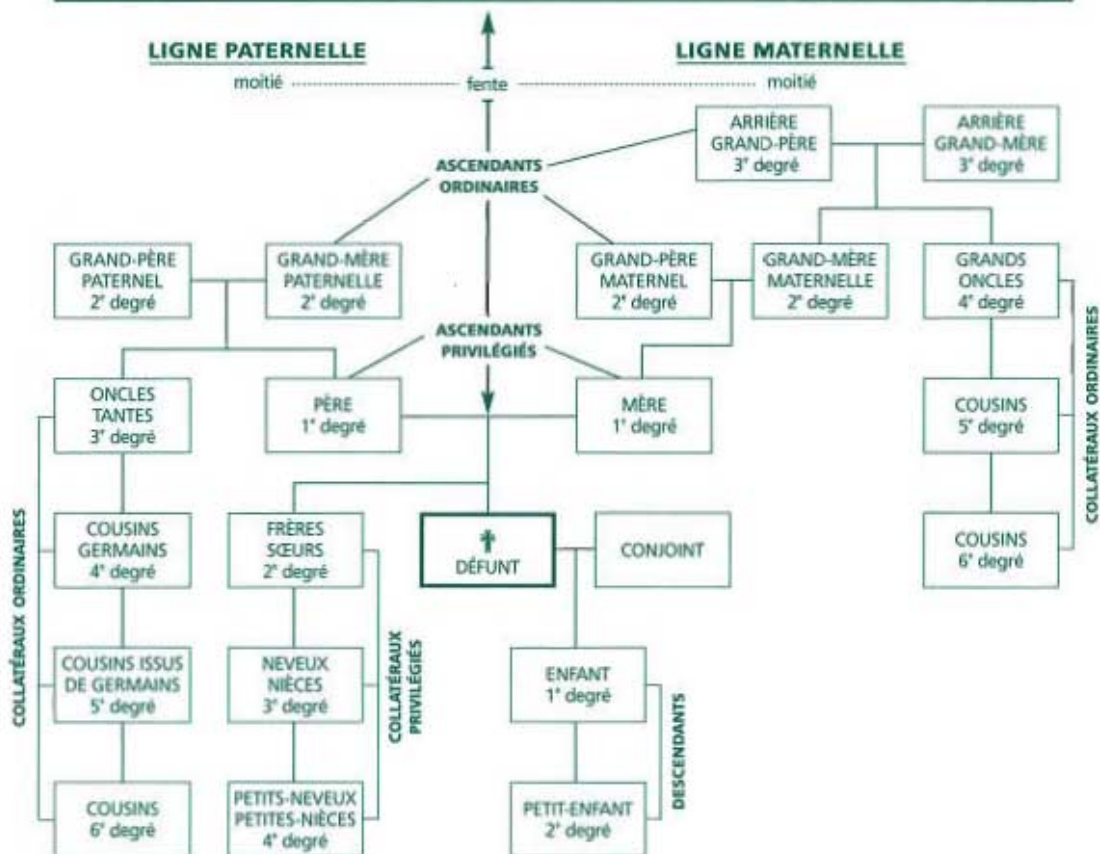 LIGNE PATERNELLE
LIGNE MATERNELLE
moitié ........ fente ........ moitié
ARRIÈRE
GRAND-PÈRE
3e degré
ARRIÈRE
GRAND-MÈRE
3e degré
ASCENDANTS
ORDINAIRES
GRAND-PÈRE
PATERNEL
2e degré
GRAND-MÈRE
PATERNELLE
2e degré
GRAND-PÈRE
MATERNEL
2e degré
GRAND-MÈRE
MATERNELLE
2e degré
GRANDS
ONCLES
4e degré
ASCENDANTS
PRIVILÉGIÉS
ONCLES
TANTES
3e degré
PÈRE
1e degré
MÈRE
1e degré
COUSINS
5e degré
COLLATÉRAUX ORDINAIRES
COUSINS
GERMAINS
4e degré
FRÈRES
SŒURS
2e degré
DÉFUNT
CONJOINT
COUSINS
6e degré
COLLATÉRAUX ORDINAIRES
COUSINS ISSUS
DE GERMAINS
5e degré
NEVEUX
NIÈCES
3e degré
COLLATÉRAUX
PRIVILÉGIÉS
ENFANT
1e degré
DESCENDANTS
COUSINS
6e degré
PETITS-NEVEUX
PETITES-NIÈCES
4e degré
PETIT-ENFANT
2e degré